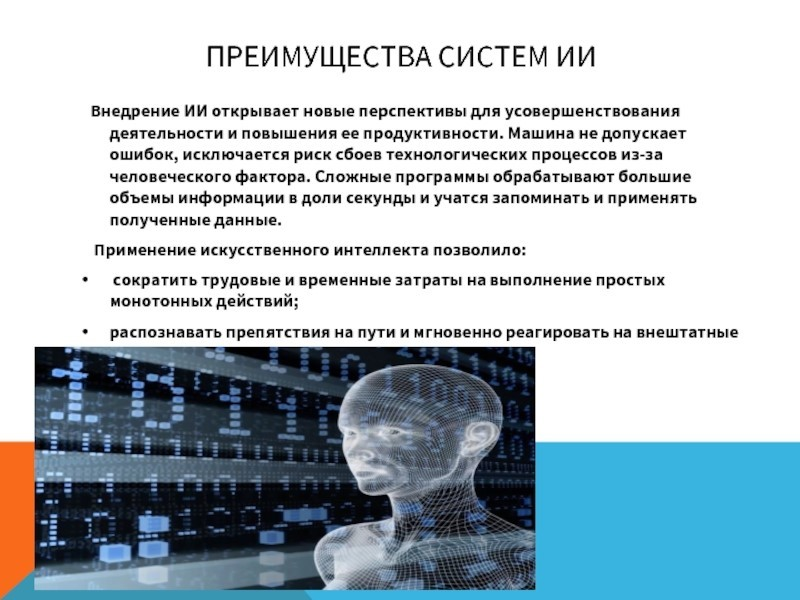 ПРЕИМУЩЕСТВА СИСТЕМ ИИ
Внедрение ИИ открывает новые перспективы для усовершенствования
деятельности и повышения ее продуктивности. Машина не допускает
ошибок, исключается риск сбоев технологических процессов из-за
человеческого фактора. Сложные программы обрабатывают большие
объемы информации в доли секунды и учатся запоминать и применять
полученные данные.
Применение искусственного интеллекта позволило:
• сократить трудовые и временные затраты на выполнение простых
монотонных действий;
• распознавать препятствия на пути и мгновенно реагировать на внештатные